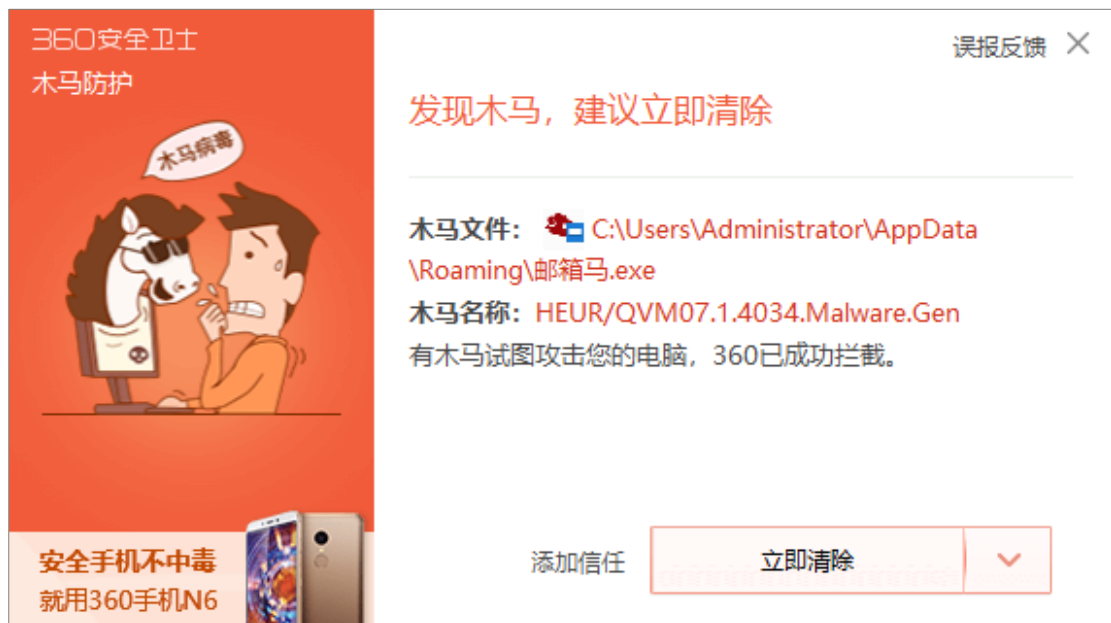 360安全卫士
木马防护
木马病毒
安全手机不中毒
就用360手机N6
误报反馈
发现木马，建议立即清除
木马文件： C:\Users\Administrator\AppData
\Roaming\邮箱马.exe
木马名称：HEUR/QVM07.1.4034.Malware.Gen
有木马试图攻击您的电脑，360已成功拦截。
添加信任
立即清除